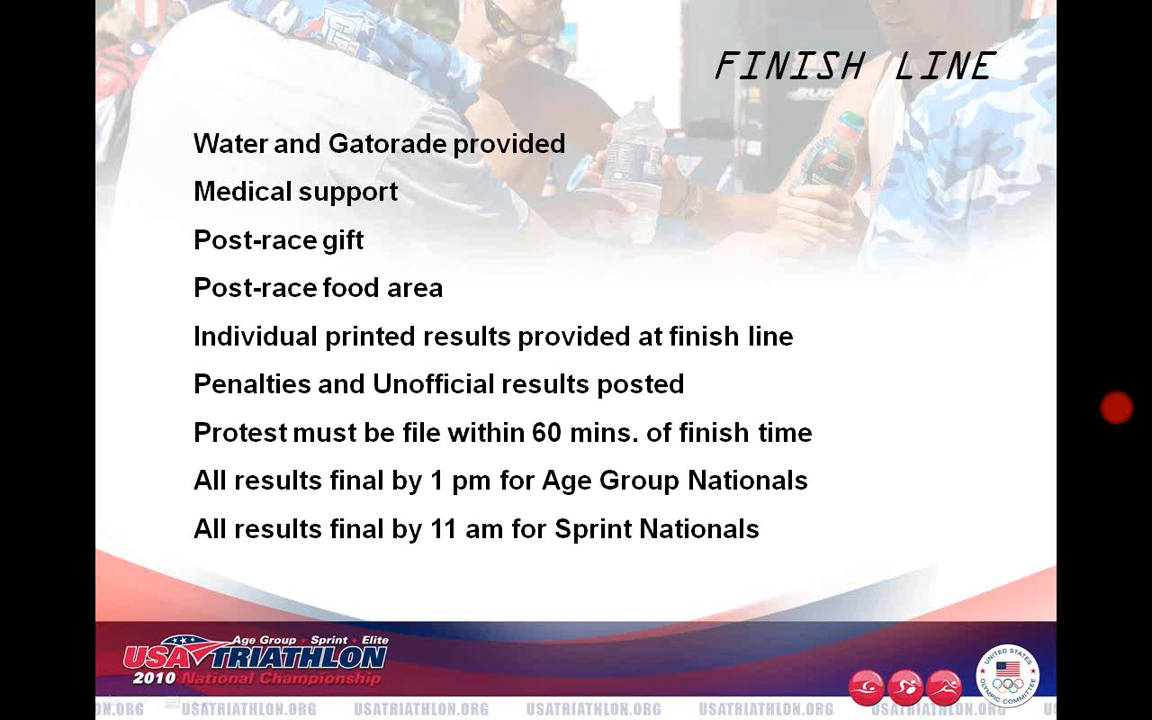 FINISH LINE
Water and Gatorade provided
Medical support
Post-race gift
Post-race food area
Individual printed results provided at finish line
Penalties and Unofficial results posted
Protest must be file within 60 mins. of finish time
All results final by 1 pm for Age Group Nationals
All results final by 11 am for Sprint Nationals
Age Group Sprint Elite
USA TRIATHLON
2010 National Championship
UNITED STATES
OLYMPIC COMMITTEE
N.ORG USATRIATHLON.ORG USATRIATHLON.ORG USATRIATHLON.ORG USATRIATHLON.ORG USATRIATHLON.ORG